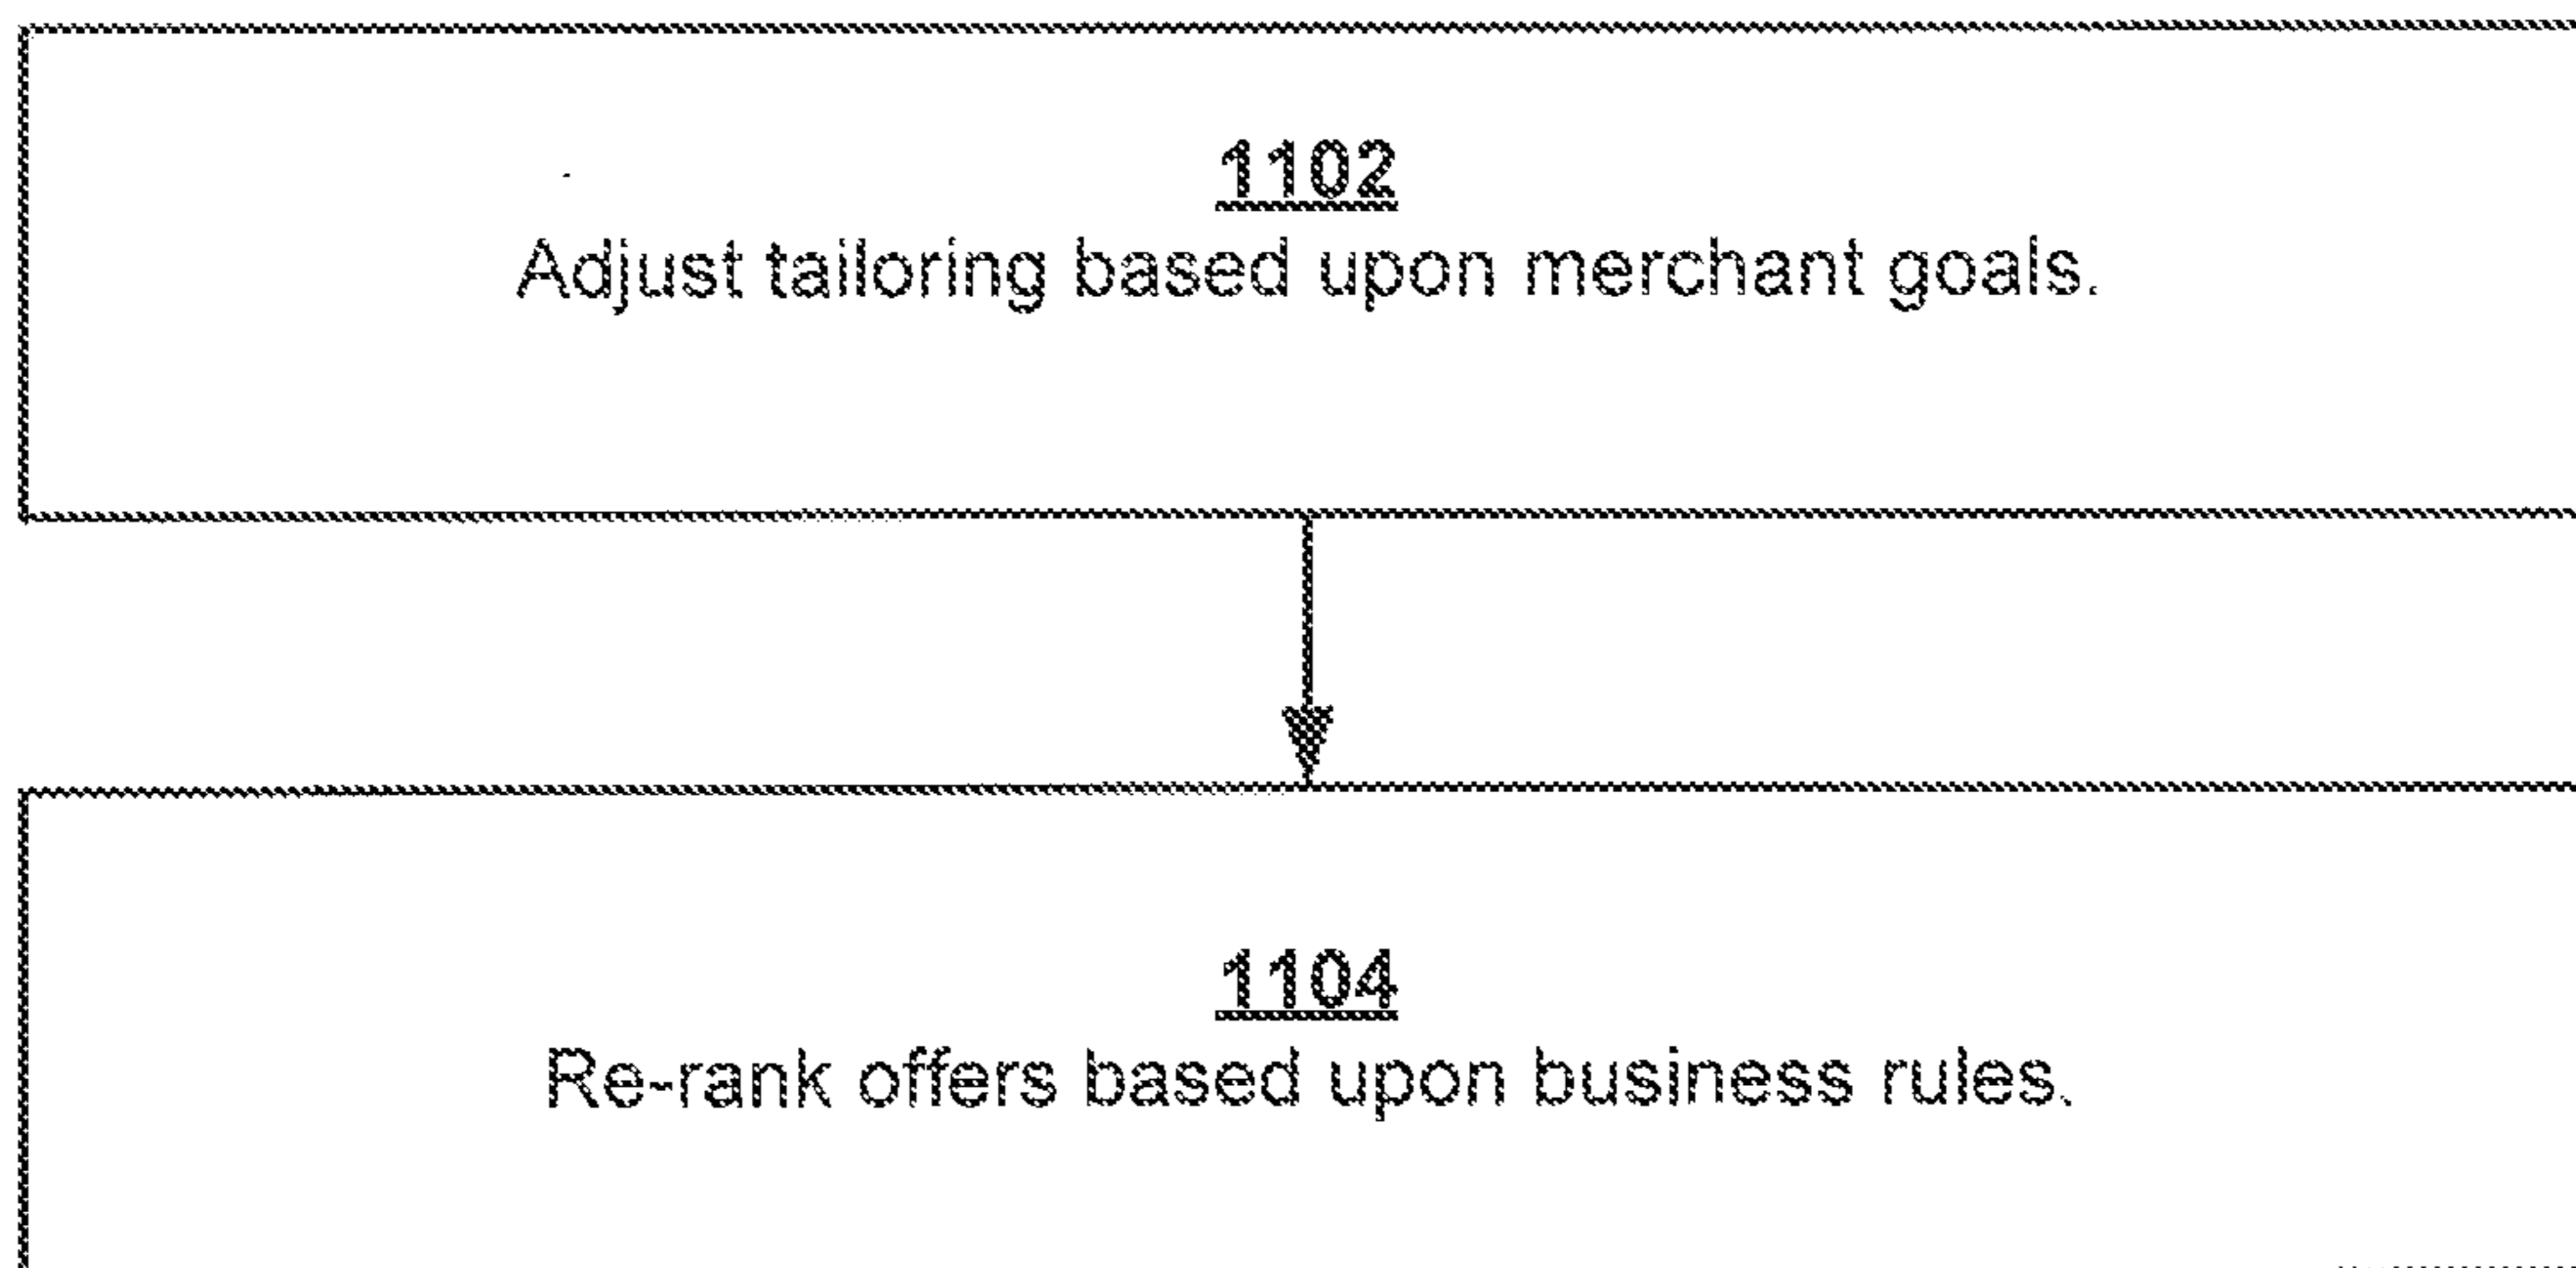 1102
Adjust tailoring based upon merchant goals.
1104
Re-rank offers based upon business rules.